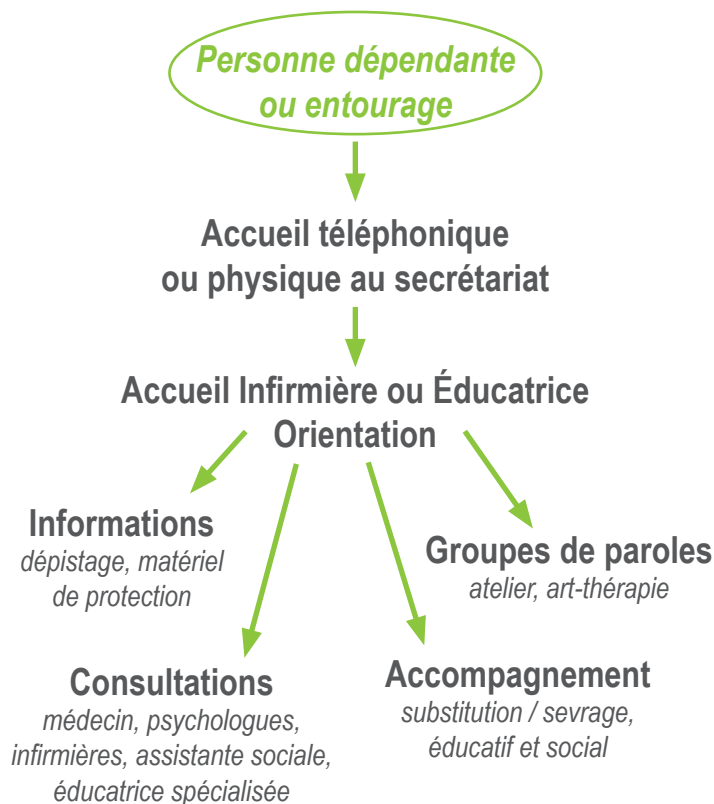 Personne dépendante
ou entourage
Accueil téléphonique
ou physique au secrétariat
Accueil Infirmière ou Éducatrice
Orientation
Informations
dépistage, matériel
de protection
Groupes de paroles
atelier, art-thérapie
Consultations
médecin, psychologues,
infirmières, assistante sociale,
éducatrice spécialisée
Accompagnement
substitution / sevrage,
éducatif et social